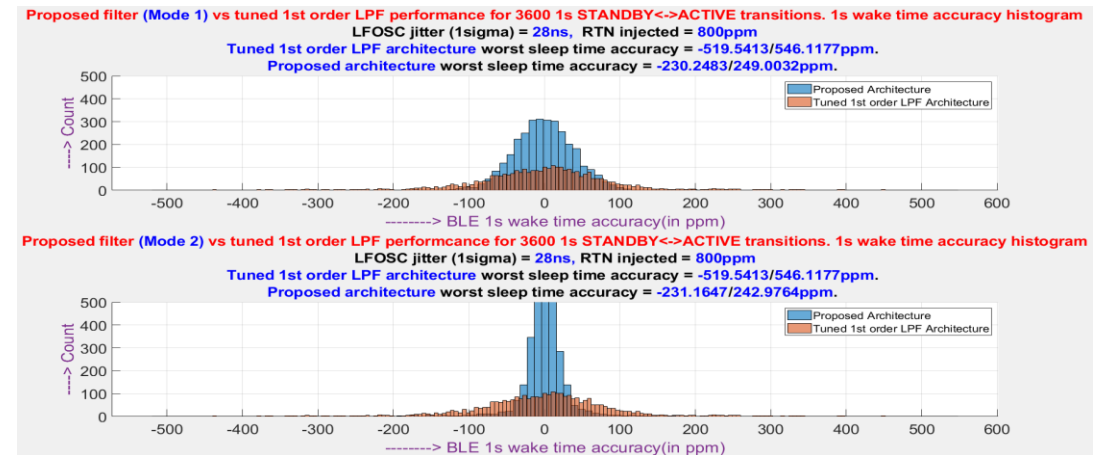 Proposed filter (Mode 1) vs tuned 1st order LPF performance for 3600 1s STANDBY<->ACTIVE transitions. 1s wake time accuracy histogram
LFOSC jitter (1sigma) = 28ns, RTN injected = 800ppm
Tuned 1st order LPF architecture worst sleep time accuracy = -519.5413/546.1177ppm.
Proposed architecture worst sleep time accuracy = -230.2483/249.0032ppm.
500
400
300
200
100
0
----> Count
Proposed Architecture
Tuned 1st order LPF Architecture
-500 -400 -300 -200 -100 0 100 200 300 400 500 600
--------> BLE 1s wake time accuracy(in ppm)
Proposed filter (Mode 2) vs tuned 1st order LPF performcance for 3600 1s STANDBY<->ACTIVE transitions. 1s wake time accuracy histogram
LFOSC jitter (1sigma) = 28ns, RTN injected = 800ppm
Tuned 1st order LPF architecture worst sleep time accuracy = -519.5413/546.1177ppm.
Proposed architecture worst sleep time accuracy = -231.1647/242.9764ppm.
500
400
300
200
100
0
----> Count
Proposed Architecture
Tuned 1st order LPF Architecture
-500 -400 -300 -200 -100 0 100 200 300 400 500 600
--------> BLE 1s wake time accuracy(in ppm)